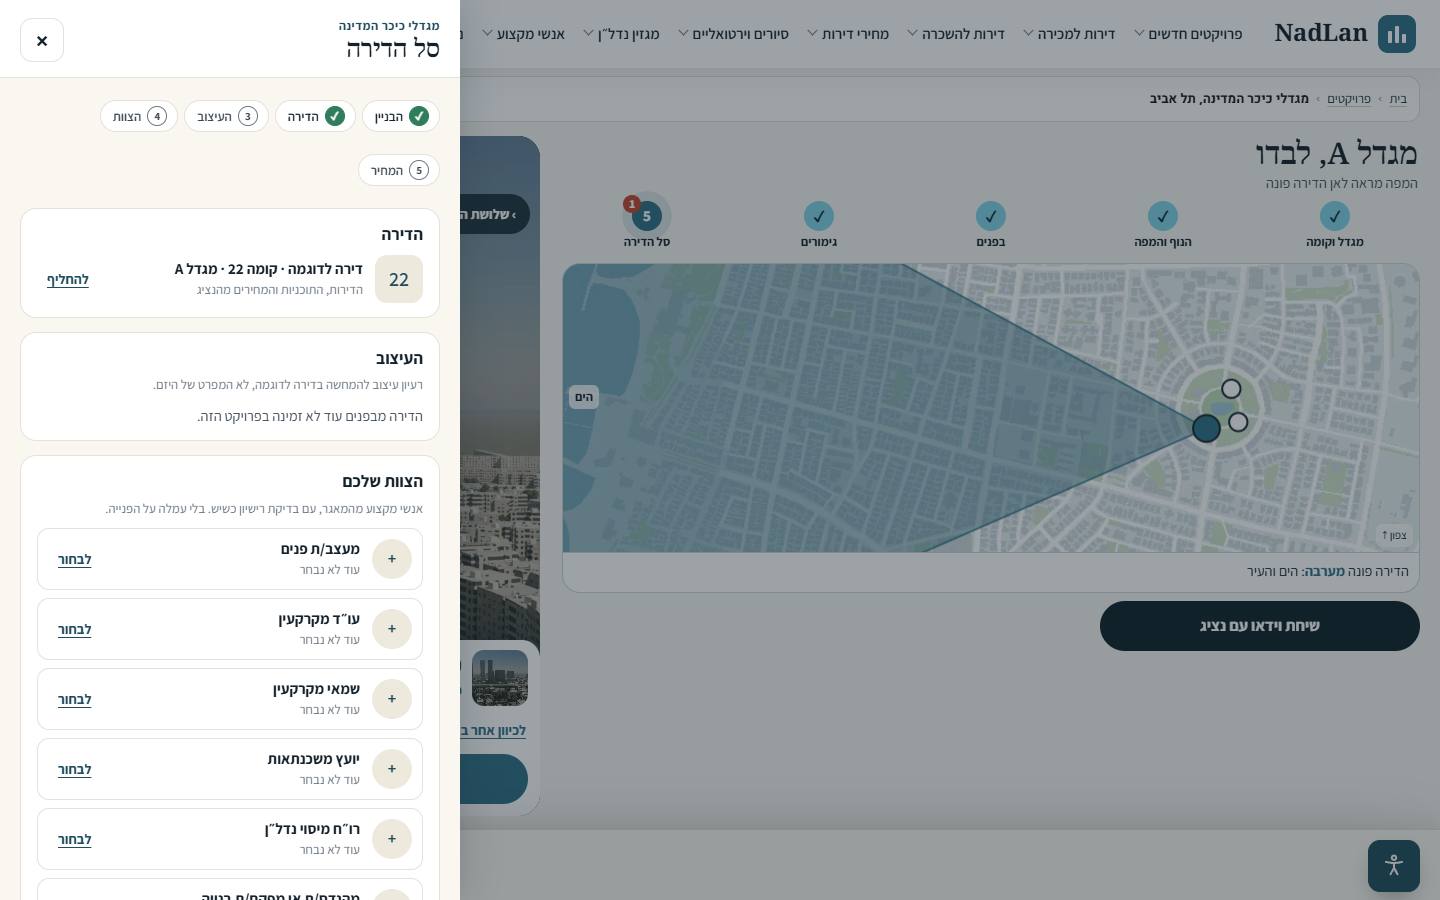 NadLan
פרויקטים חדשים
דירות למכירה
דירות להשכרה
מחירי דירות
סיורים וירטואליים
מגזין נדל״ן
אנשי מקצוע
בית › פרויקטים › מגדלי כיכר המדינה, תל אביב
מגדל A, לבדו
המפה מראה לאן הדירה פונה
מגדל וקומה
הנוף והמפה
בפנים
גימורים
5
1
סל הדירה
הים
צפון ↑
הדירה פונה מערבה: הים והעיר
שיחת וידאו עם נציג
‹ שלושת
לכיוון אחר
מגדלי כיכר המדינה
סל הדירה
×
הבניין
הדירה
3 העיצוב
4 הצוות
5 המחיר
הדירה
22
דירה לדוגמה · קומה 22 · מגדל A
הדירות, התוכניות והמחירים מהנציג
להחליף
העיצוב
רעיון עיצוב להמחשה בדירה לדוגמה, לא המפרט של היזם.
הדירה מבפנים עוד לא זמינה בפרויקט הזה.
הצוות שלכם
אנשי מקצוע מהמאגר, עם בדיקת רישיון כשיש. בלי עמלה על הפנייה.
+
מעצב/ת פנים
עוד לא נבחר
לבחור
+
עו״ד מקרקעין
עוד לא נבחר
לבחור
+
שמאי מקרקעין
עוד לא נבחר
לבחור
+
יועץ משכנתאות
עוד לא נבחר
לבחור
+
רו״ח מיסוי נדל״ן
עוד לא נבחר
לבחור
מהנדס/ת או מפקח/ת בנייה